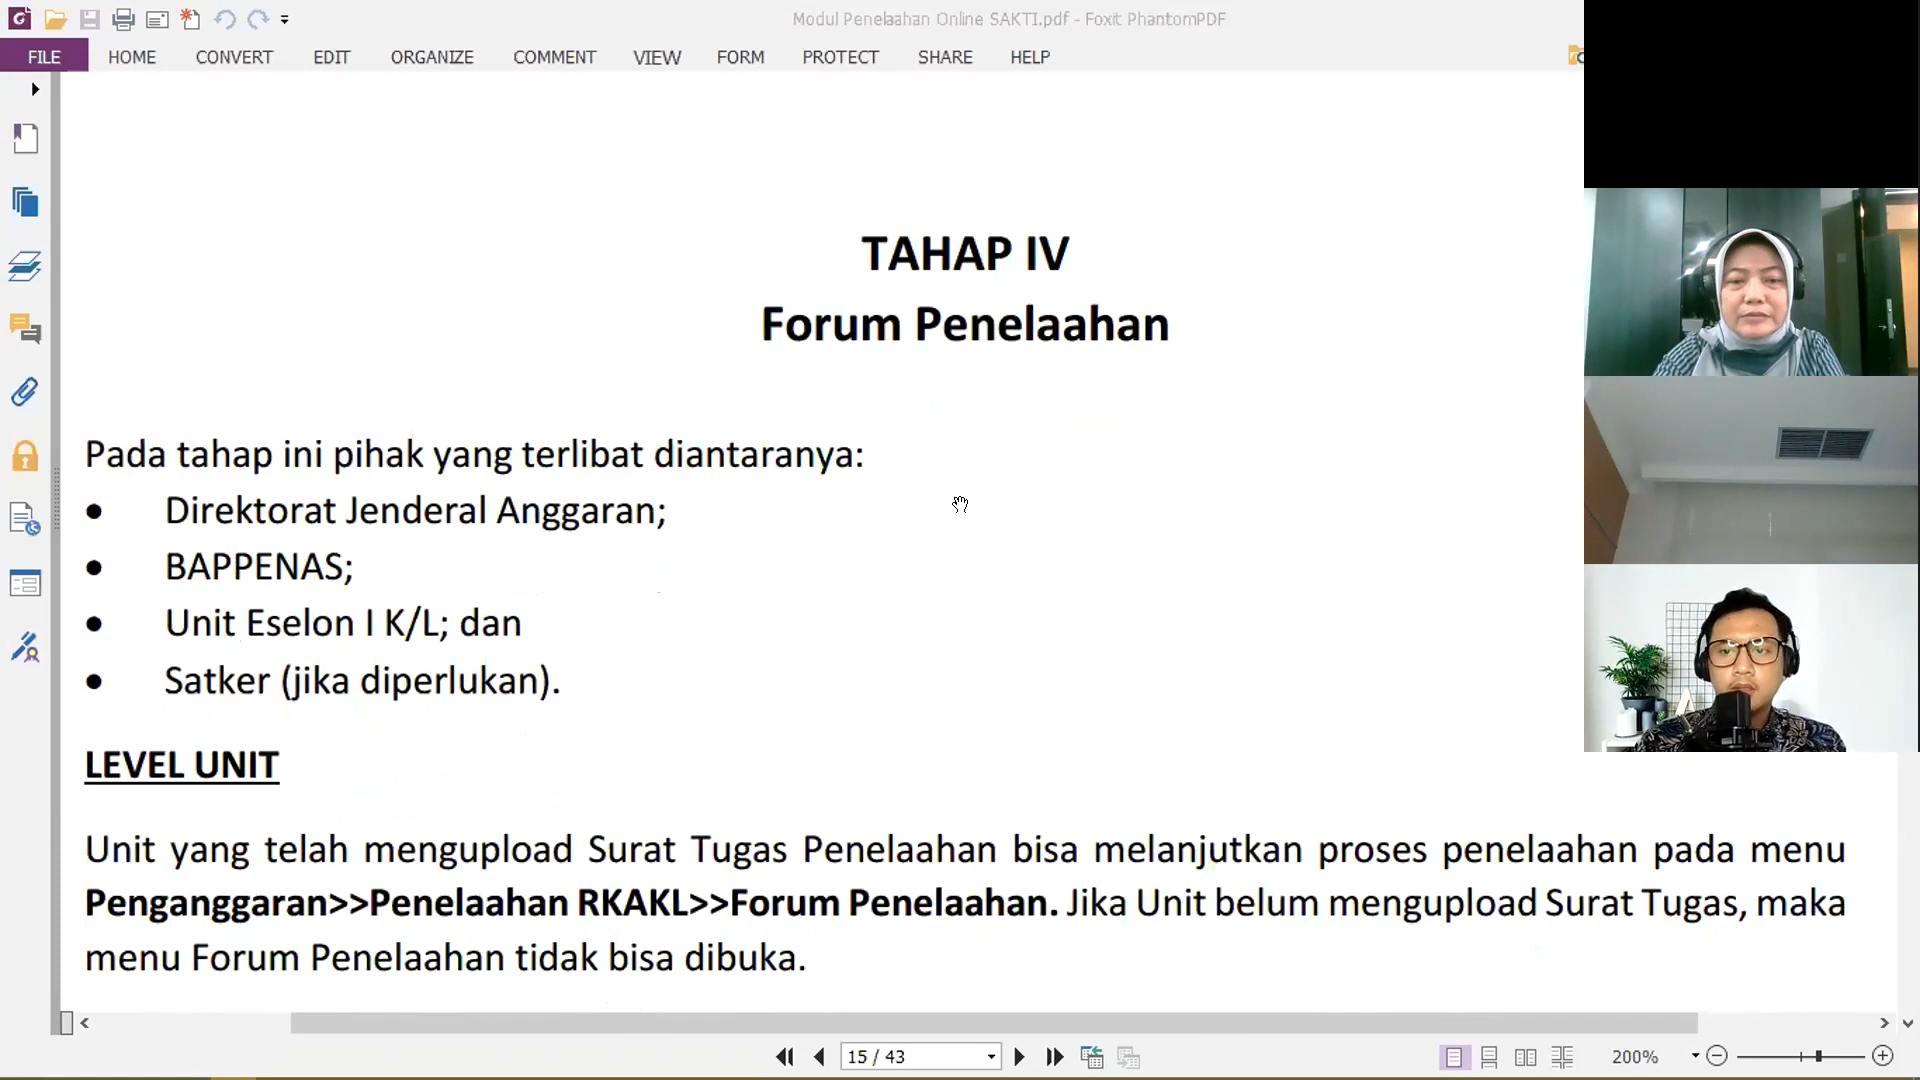 Modul Penelaahan Online SAKTI.pdf - Foxit PhantomPDF
FILE HOME CONVERT EDIT ORGANIZE COMMENT VIEW FORM PROTECT SHARE HELP
TAHAP IV
Forum Penelaahan
Pada tahap ini pihak yang terlibat diantaranya:
• Direktorat Jenderal Anggaran;
• BAPPENAS;
• Unit Eselon I K/L; dan
• Satker (jika diperlukan).
LEVEL UNIT
Unit yang telah mengupload Surat Tugas Penelaahan bisa melanjutkan proses penelaahan pada menu
Penganggaran>>Penelaahan RKAKL>>Forum Penelaahan. Jika Unit belum mengupload Surat Tugas, maka
menu Forum Penelaahan tidak bisa dibuka.
15 / 43
200%